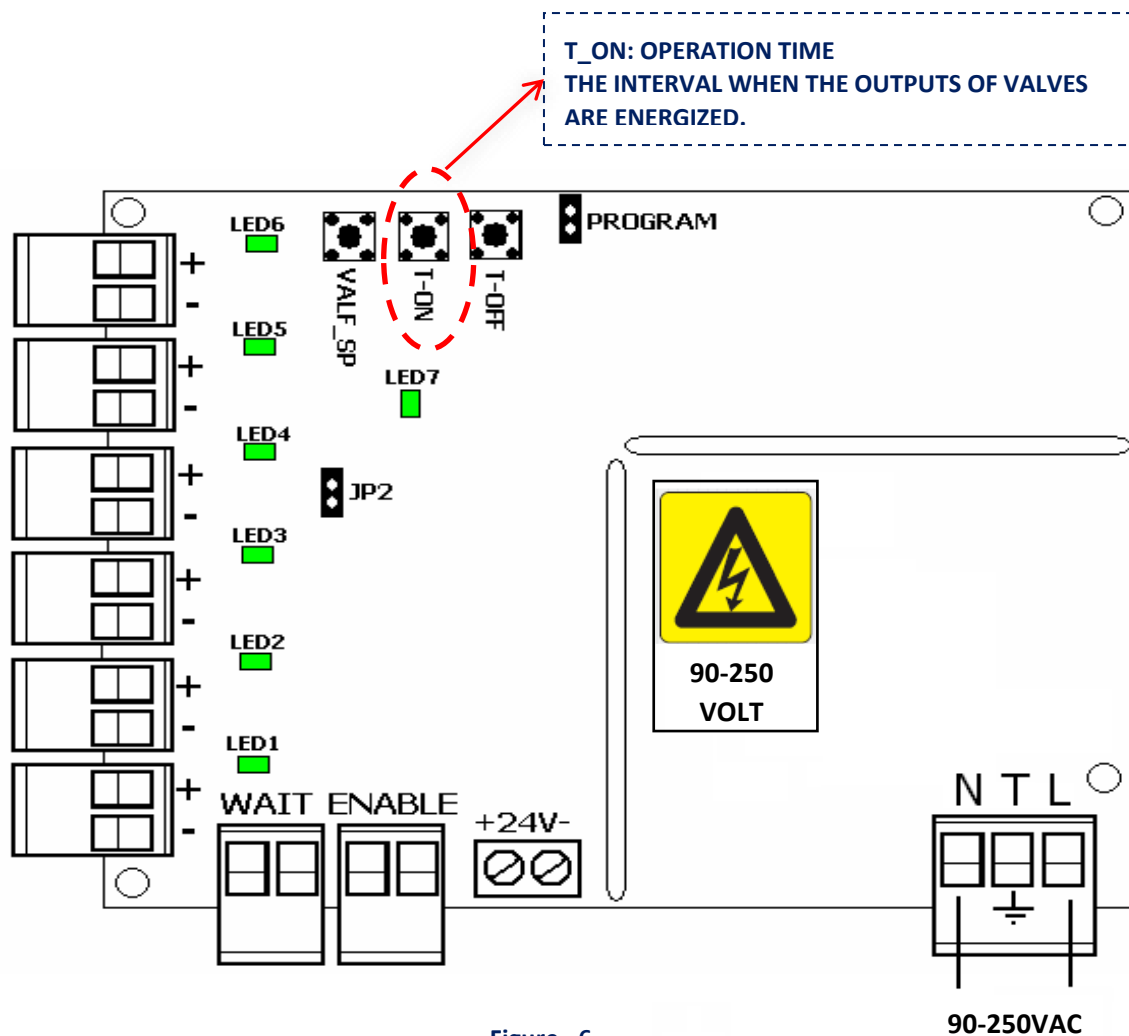 T_ON: OPERATION TIME
THE INTERVAL WHEN THE OUTPUTS OF VALVES
ARE ENERGIZED.
LED6
VALF_SP
T-ON
T-OFF
PROGRAM
+
-
LED5
+
-
LED7
LED4
+
-
JP2
LED3
+
-
LED2
+
-
90-250
VOLT
LED1
+
-
WAIT
ENABLE
+24V-
N T L
90-250VAC
Figure - 6